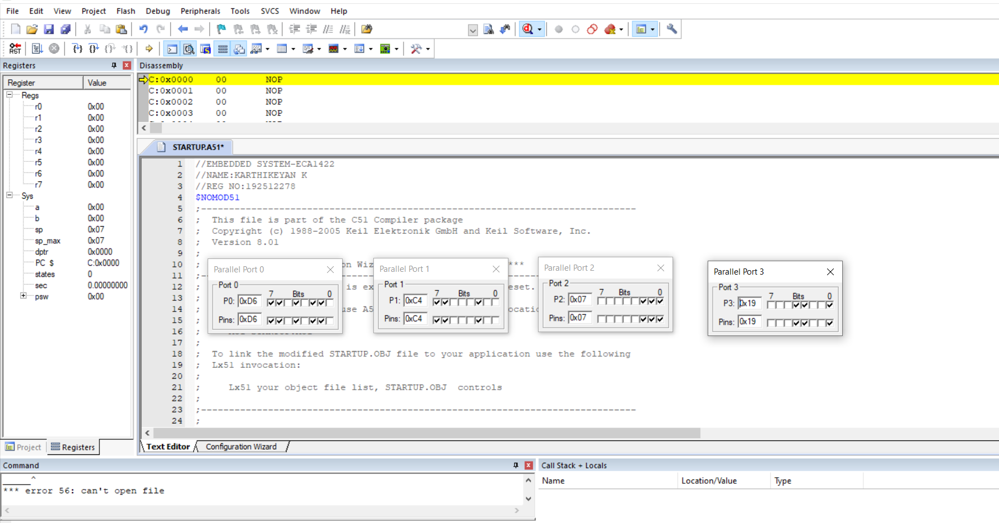 File Edit View Project Flash Debug Peripherals Tools SVCS Window Help
RST
Registers
Register Value
Regs
r0 0x00
r1 0x00
r2 0x00
r3 0x00
r4 0x00
r5 0x00
r6 0x00
r7 0x00
Sys
a 0x00
b 0x00
sp 0x07
sp_max 0x07
dptr 0x0000
PC $ C:0x0000
states 0
sec 0.00000000
psw 0x00
Project Registers
Disassembly
C:0x0000 00 NOP
C:0x0001 00 NOP
C:0x0002 00 NOP
C:0x0003 00 NOP
STARTUP.A51*
1 //EMBEDDED SYSTEM-ECA1422
2 //NAME:KARTHIKEYAN K
3 //REG NO:192512278
4 $NOMOD51
5 ;------------------------------------------------------------------------------
6 ; This file is part of the C51 Compiler package
7 ; Copyright (c) 1988-2005 Keil Elektronik GmbH and Keil Software, Inc.
8 ; Version 8.01
9 ;
10 ; on Wiz ***
11 ;-
12 ; is ex eset.
13 ;
14 ; use A5 ocatio
15 ;
16 ;
17 ;
18 ; To link the modified STARTUP.OBJ file to your application use the following
19 ; Lx51 invocation:
20 ;
21 ; Lx51 your object file list, STARTUP.OBJ controls
22 ;
23 ;------------------------------------------------------------------------------
24 ;
Parallel Port 0
Port 0
7 Bits 0
P0: 0xD6
Pins: 0xD6
Parallel Port 1
Port 1
7 Bits 0
P1: 0xC4
Pins: 0xC4
Parallel Port 2
Port 2
7 Bits 0
P2: 0x07
Pins: 0x07
Parallel Port 3
Port 3
7 Bits 0
P3: 0x19
Pins: 0x19
Text Editor Configuration Wizard
Command
______^
*** error 56: can't open file
Call Stack + Locals
Name Location/Value Type